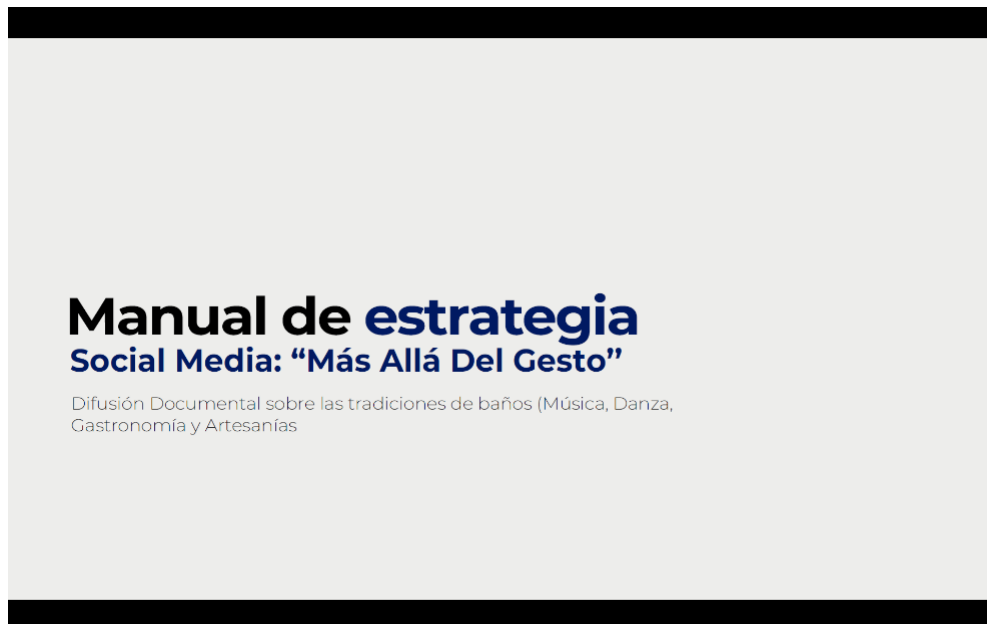 Manual de estrategia
Social Media: “Más Allá Del Gesto”
Difusión Documental sobre las tradiciones de baños (Música, Danza,
Gastronomía y Artesanías